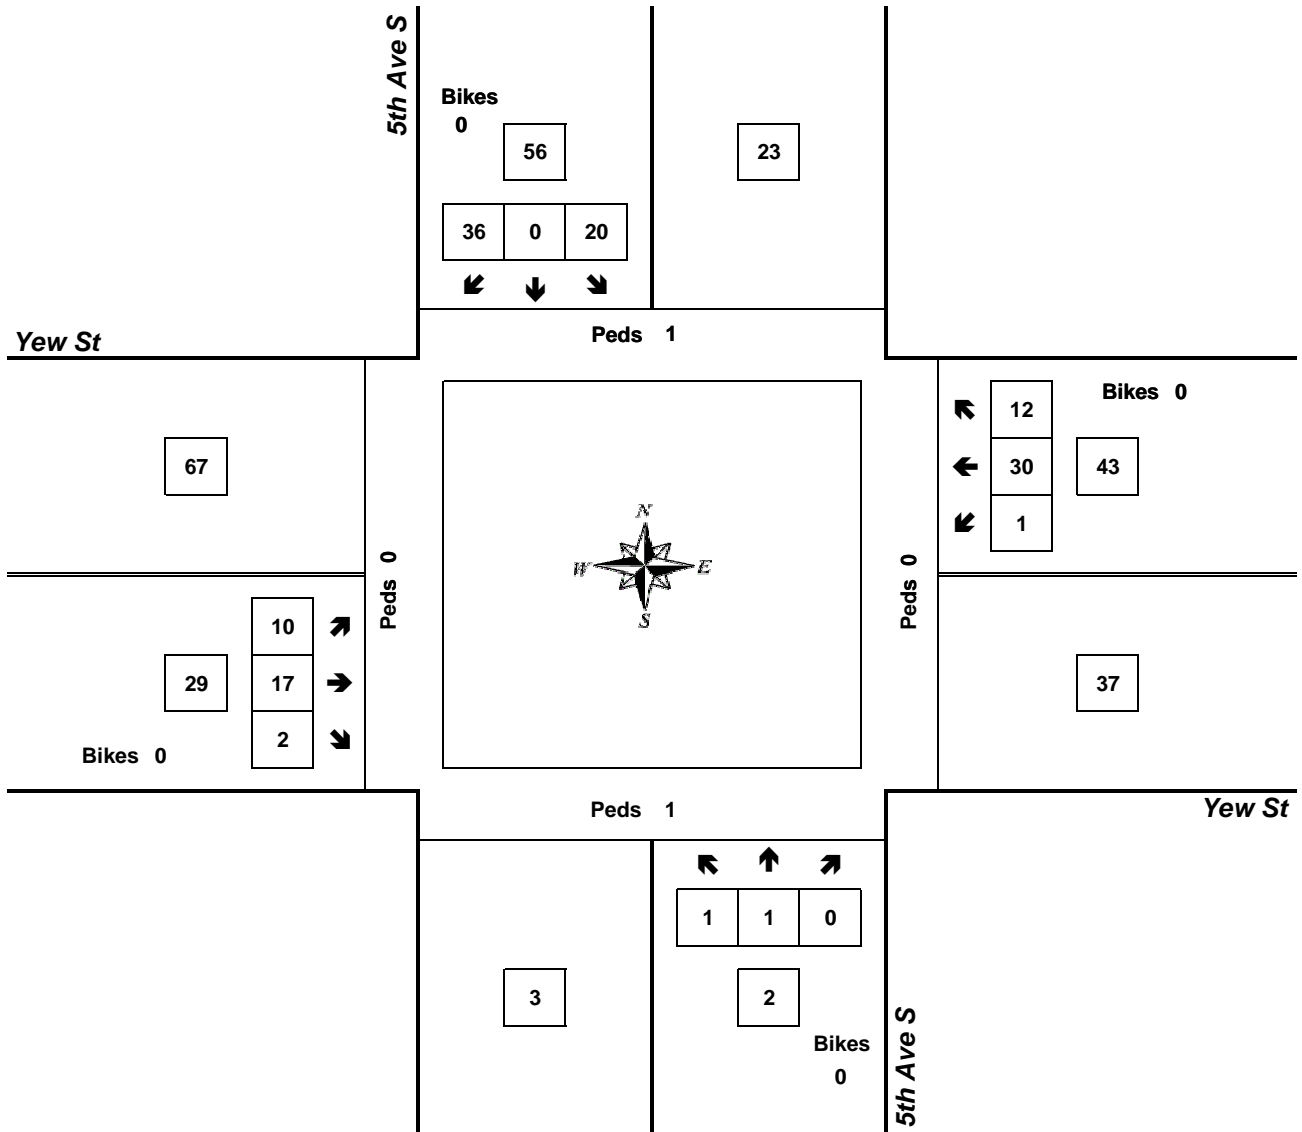 5th Ave S
Bikes
0
56
23
36 0 20
Peds 1
Yew St
12
Bikes 0
67
30
43
1
N
W E
S
Peds 0
Peds 0
10
29
17
37
2
Bikes 0
Peds 1
Yew St
1 1 0
3
2
Bikes
0
5th Ave S